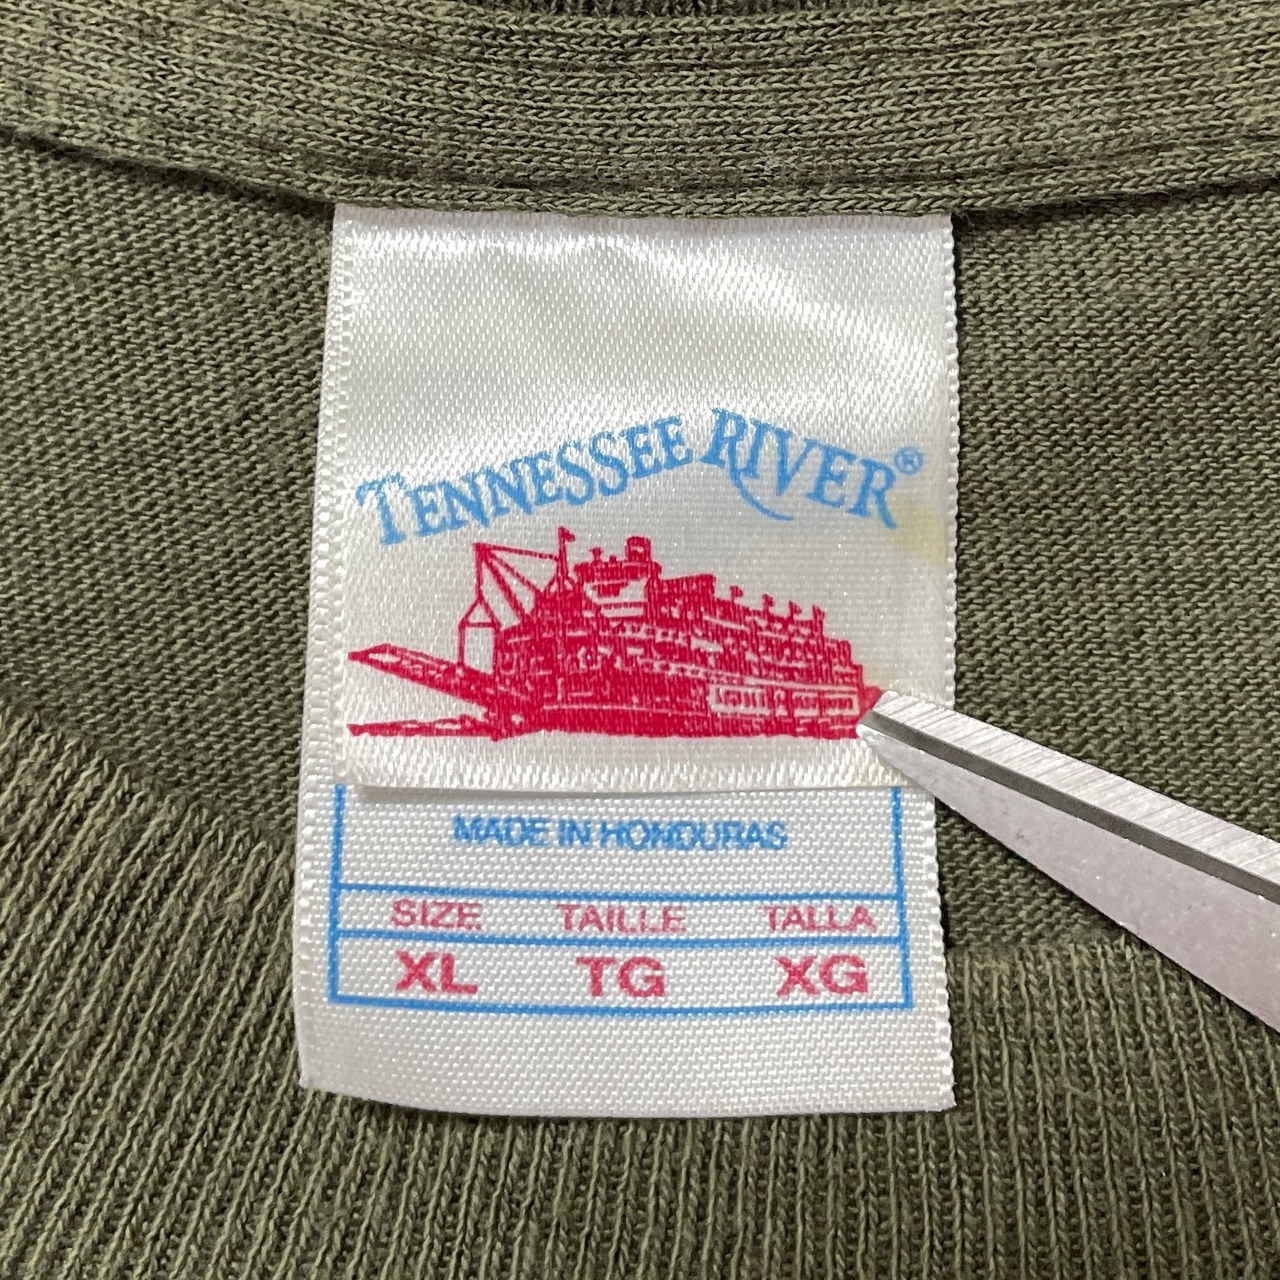 TENNESSEE RIVER®
MADE IN HONDURAS
SIZE TAILLE TALLA
XL TG XG